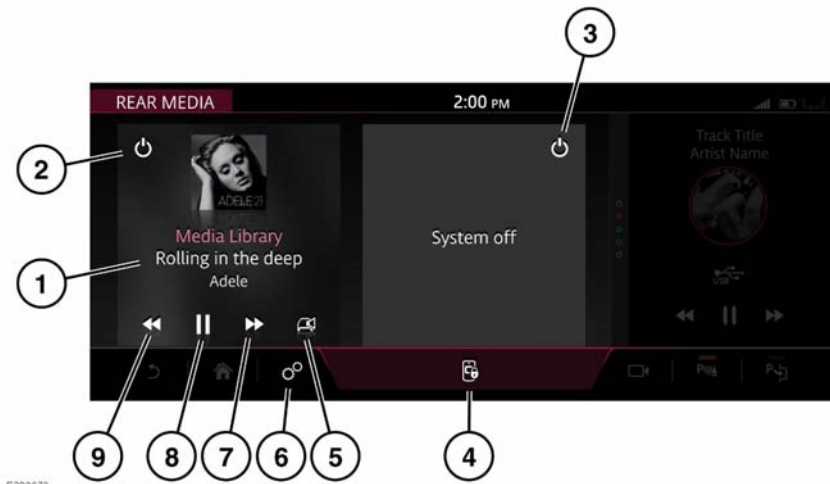 3
REAR MEDIA
2:00 PM
2
ADELE 21
Track Title
Artist Name
Media Library
Rolling in the deep
Adele
System off
1
USB
9
8
7
6
5
4